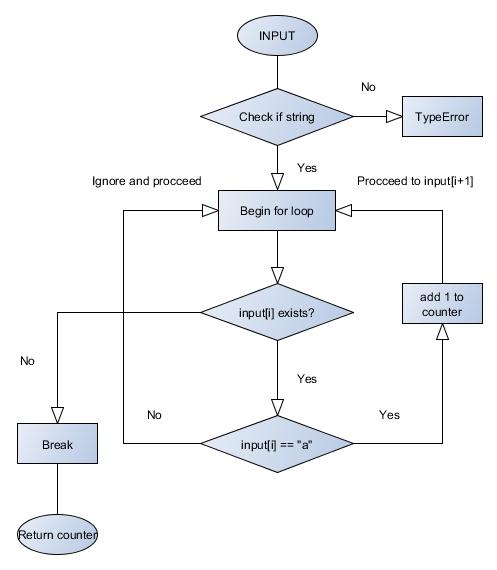 INPUT
No
Check if string
TypeError
Yes
Ignore and procceed
Procceed to input[i+1]
Begin for loop
input[i] exists?
add 1 to
counter
No
Yes
No
Yes
Break
input[i] == "a"
Return counter